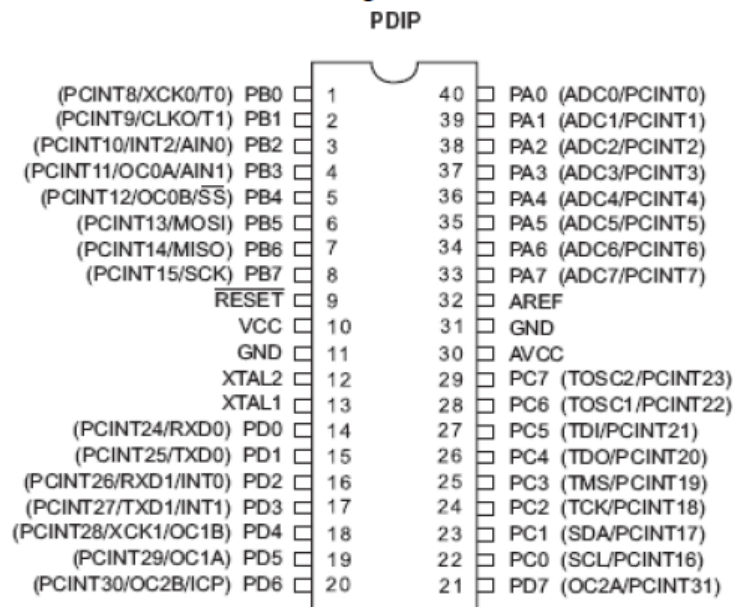 PDIP
(PCINT8/XCK0/T0) PB0 1 40 PA0 (ADC0/PCINT0)
(PCINT9/CLKO/T1) PB1 2 39 PA1 (ADC1/PCINT1)
(PCINT10/INT2/AIN0) PB2 3 38 PA2 (ADC2/PCINT2)
(PCINT11/OC0A/AIN1) PB3 4 37 PA3 (ADC3/PCINT3)
(PCINT12/OC0B/S̅S̅) PB4 5 36 PA4 (ADC4/PCINT4)
(PCINT13/MOSI) PB5 6 35 PA5 (ADC5/PCINT5)
(PCINT14/MISO) PB6 7 34 PA6 (ADC6/PCINT6)
(PCINT15/SCK) PB7 8 33 PA7 (ADC7/PCINT7)
R̅E̅S̅E̅T̅ 9 32 AREF
VCC 10 31 GND
GND 11 30 AVCC
XTAL2 12 29 PC7 (TOSC2/PCINT23)
XTAL1 13 28 PC6 (TOSC1/PCINT22)
(PCINT24/RXD0) PD0 14 27 PC5 (TDI/PCINT21)
(PCINT25/TXD0) PD1 15 26 PC4 (TDO/PCINT20)
(PCINT26/RXD1/INT0) PD2 16 25 PC3 (TMS/PCINT19)
(PCINT27/TXD1/INT1) PD3 17 24 PC2 (TCK/PCINT18)
(PCINT28/XCK1/OC1B) PD4 18 23 PC1 (SDA/PCINT17)
(PCINT29/OC1A) PD5 19 22 PC0 (SCL/PCINT16)
(PCINT30/OC2B/ICP) PD6 20 21 PD7 (OC2A/PCINT31)